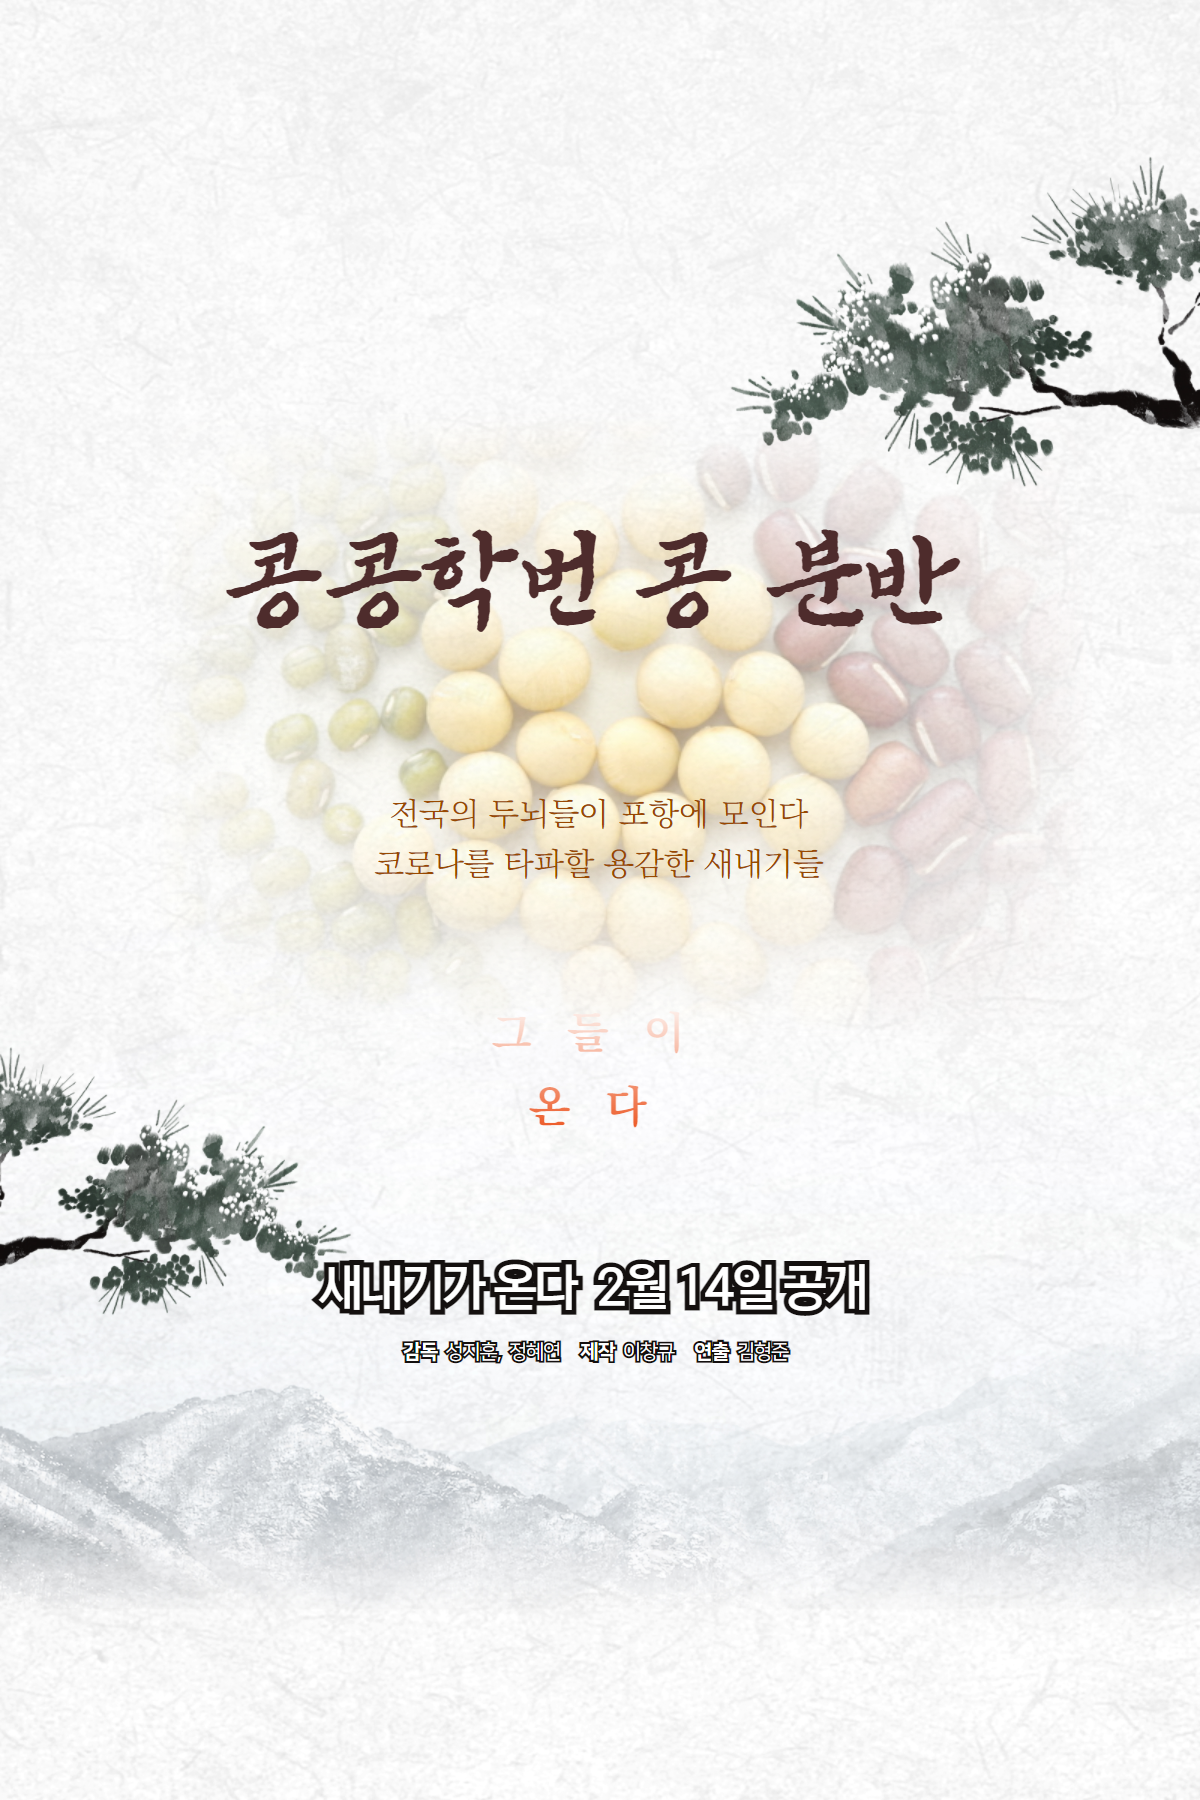 콩콩학번 콩 분반
전국의 두뇌들이 포항에 모인다
코로나를 타파할 용감한 새내기들
그들이
온다
새내기가 온다 2월 14일 공개
감독 성지훈, 정혜연 제작 이창규 연출 김형준